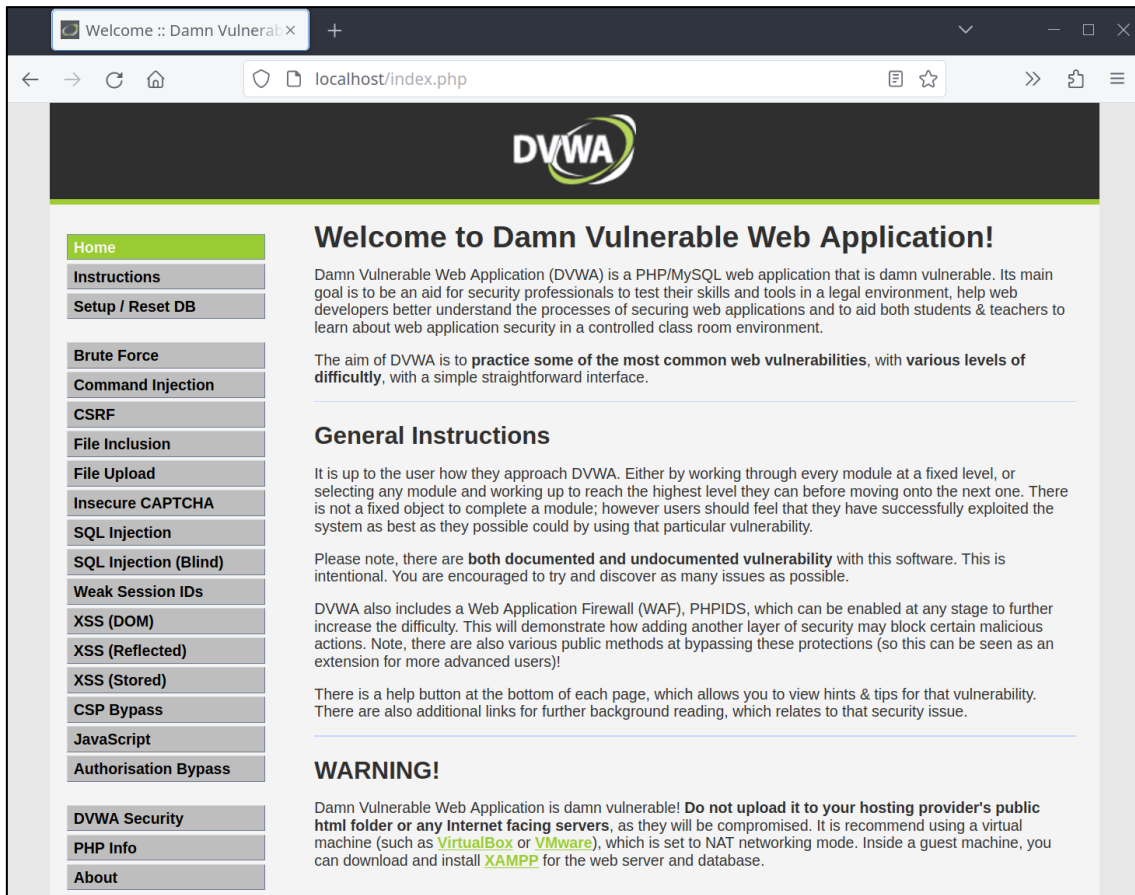 Welcome :: Damn Vulnerab
localhost/index.php
DVWA
Home
Instructions
Setup / Reset DB
Brute Force
Command Injection
CSRF
File Inclusion
File Upload
Insecure CAPTCHA
SQL Injection
SQL Injection (Blind)
Weak Session IDs
XSS (DOM)
XSS (Reflected)
XSS (Stored)
CSP Bypass
JavaScript
Authorisation Bypass
DVWA Security
PHP Info
About
Welcome to Damn Vulnerable Web Application!
Damn Vulnerable Web Application (DVWA) is a PHP/MySQL web application that is damn vulnerable. Its main
goal is to be an aid for security professionals to test their skills and tools in a legal environment, help web
developers better understand the processes of securing web applications and to aid both students & teachers to
learn about web application security in a controlled class room environment.
The aim of DVWA is to practice some of the most common web vulnerabilities, with various levels of
difficultly, with a simple straightforward interface.
General Instructions
It is up to the user how they approach DVWA. Either by working through every module at a fixed level, or
selecting any module and working up to reach the highest level they can before moving onto the next one. There
is not a fixed object to complete a module; however users should feel that they have successfully exploited the
system as best as they possible could by using that particular vulnerability.
Please note, there are both documented and undocumented vulnerability with this software. This is
intentional. You are encouraged to try and discover as many issues as possible.
DVWA also includes a Web Application Firewall (WAF), PHPIDS, which can be enabled at any stage to further
increase the difficulty. This will demonstrate how adding another layer of security may block certain malicious
actions. Note, there are also various public methods at bypassing these protections (so this can be seen as an
extension for more advanced users)!
There is a help button at the bottom of each page, which allows you to view hints & tips for that vulnerability.
There are also additional links for further background reading, which relates to that security issue.
WARNING!
Damn Vulnerable Web Application is damn vulnerable! Do not upload it to your hosting provider's public
html folder or any Internet facing servers, as they will be compromised. It is recommend using a virtual
machine (such as VirtualBox or VMware), which is set to NAT networking mode. Inside a guest machine, you
can download and install XAMPP for the web server and database.